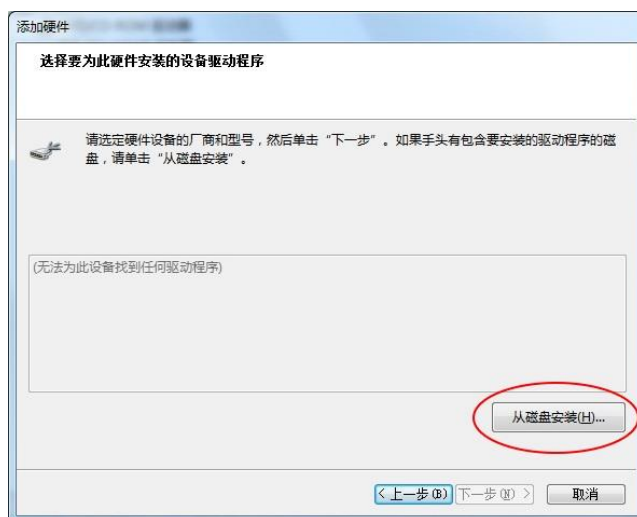 添加硬件
选择要为此硬件安装的设备驱动程序
请选定硬件设备的厂商和型号，然后单击“下一步”。如果手头有包含要安装的驱动程序的磁
盘，请单击“从磁盘安装”。
(无法为此设备找到任何驱动程序)
从磁盘安装(H)...
< 上一步(B) 下一步(N) > 取消